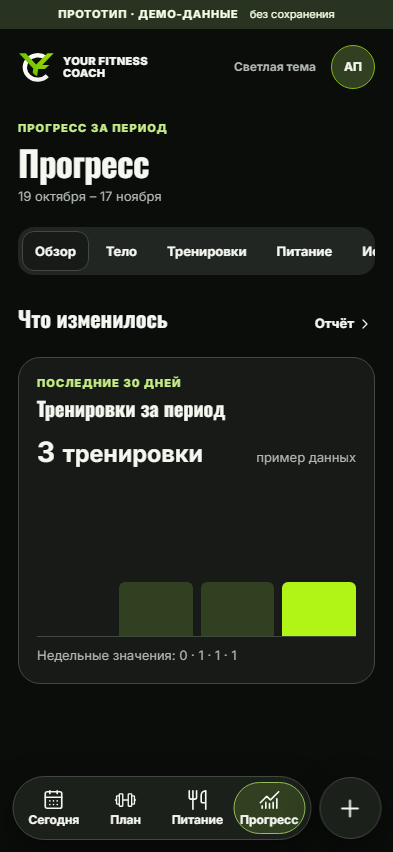 ПРОТОТИП · ДЕМО-ДАННЫЕ без сохранения
YOUR FITNESS
COACH
Светлая тема
АП
ПРОГРЕСС ЗА ПЕРИОД
Прогресс
19 октября – 17 ноября
Обзор Тело Тренировки Питание
Что изменилось
Отчёт
ПОСЛЕДНИЕ 30 ДНЕЙ
Тренировки за период
3 тренировки
пример данных
Недельные значения: 0 · 1 · 1 · 1
Сегодня План Питание Прогресс